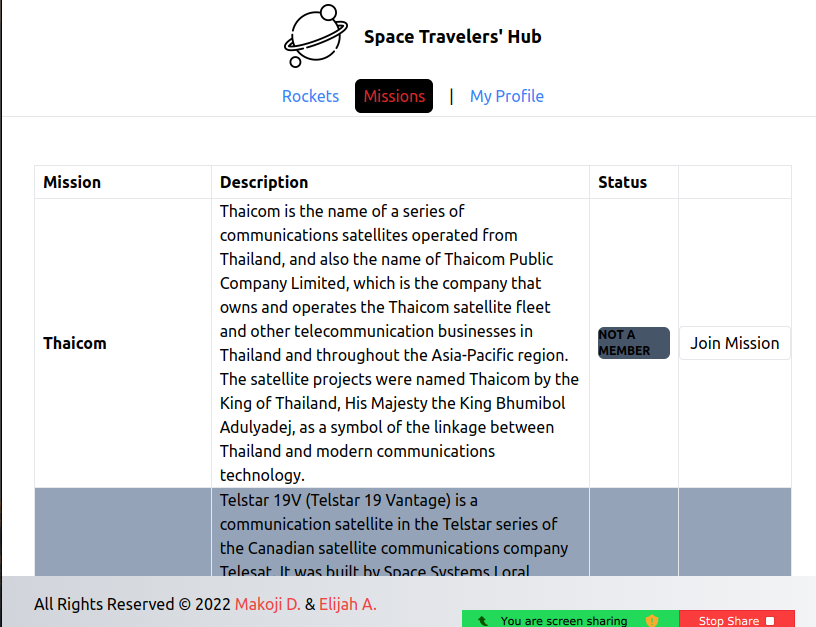 Space Travelers' Hub
Rockets Missions | My Profile
Mission Description Status
Thaicom is the name of a series of
communications satellites operated from
Thailand, and also the name of Thaicom Public
Company Limited, which is the company that
owns and operates the Thaicom satellite fleet
and other telecommunication businesses in
Thailand and throughout the Asia-Pacific region.
The satellite projects were named Thaicom by the
King of Thailand, His Majesty the King Bhumibol
Adulyadej, as a symbol of the linkage between
Thailand and modern communications
technology.
Thaicom
NOT A
MEMBER
Join Mission
Telstar 19V (Telstar 19 Vantage) is a
communication satellite in the Telstar series of
the Canadian satellite communications company
Telesat. It was built by Space Systems Loral
All Rights Reserved © 2022 Makoji D. & Elijah A.
You are screen sharing
Stop Share